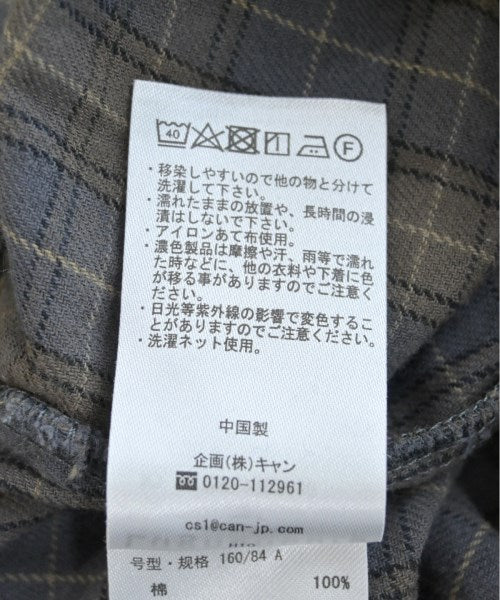 40 F
・移染しやすいので他の物と分けて
洗濯して下さい。
・濡れたままの放置や、長時間の浸
漬はしないで下さい。
・アイロンあて布使用。
・濃色製品は摩擦や汗、雨等で濡れ
た時などに、他の衣料や下着に色
が移る事がありますのでご注意く
ださい。
・日光等紫外線の影響で変色するこ
とがありますのでご注意ください。
・洗濯ネット使用。
中国製
企画(株)キャン
0120-112961
cs1@can-jp.com
号型・规格 160/84 A
棉 100%